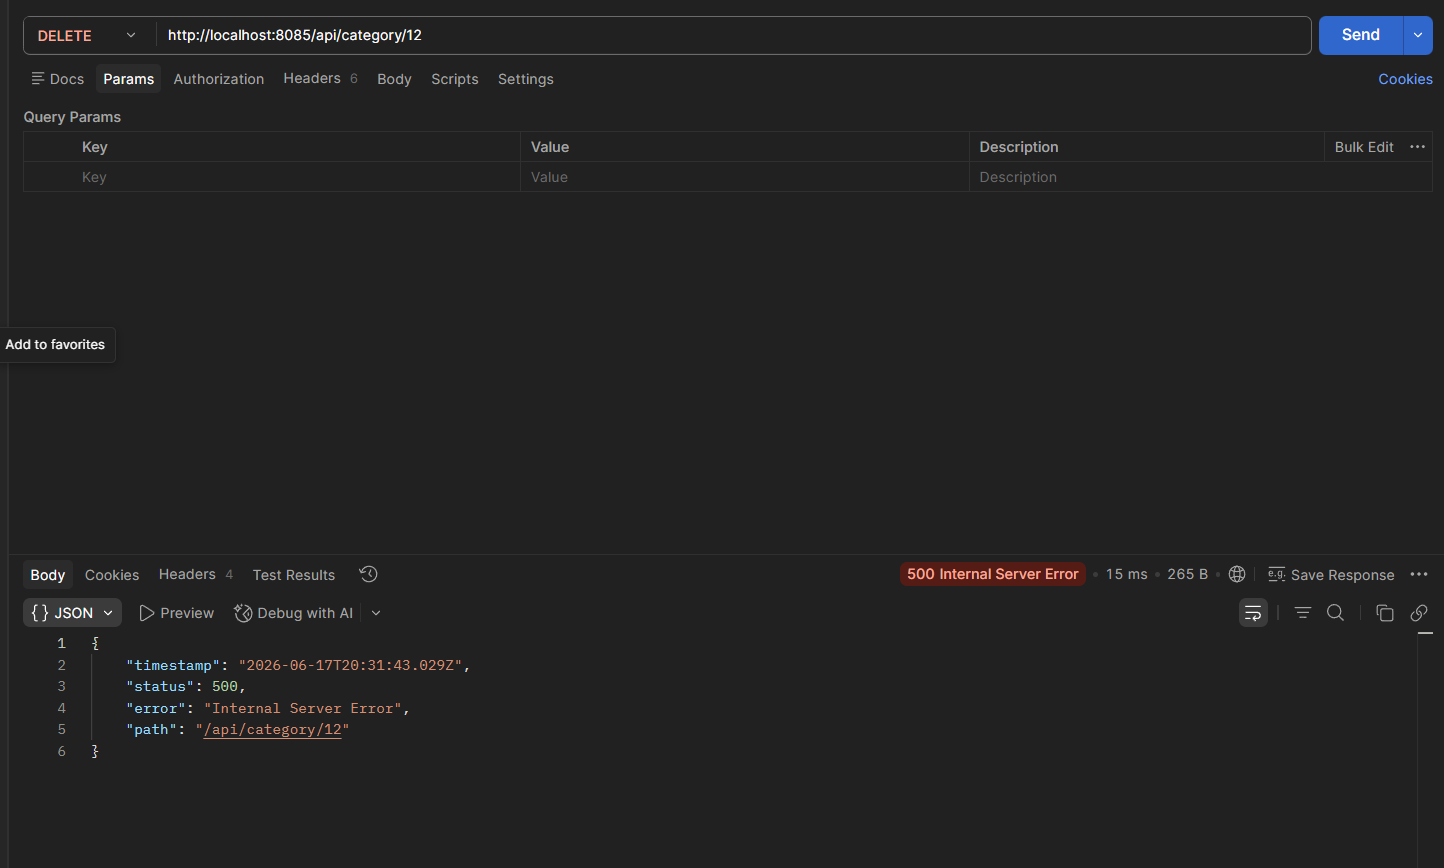 DELETE http://localhost:8085/api/category/12 Send
Docs Params Authorization Headers 6 Body Scripts Settings Cookies
Query Params
Key Value Description Bulk Edit
Key Value Description
Add to favorites
Body Cookies Headers 4 Test Results 500 Internal Server Error • 15 ms • 265 B e.g. Save Response
{} JSON Preview Debug with AI
1 {
2 "timestamp": "2026-06-17T20:31:43.029Z",
3 "status": 500,
4 "error": "Internal Server Error",
5 "path": "/api/category/12"
6 }